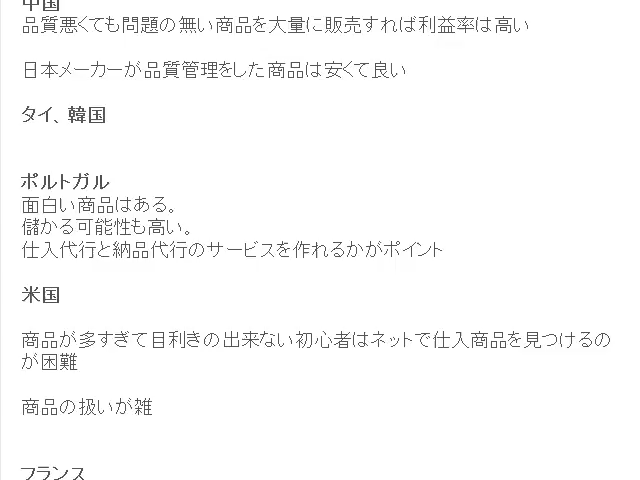 中国
品質悪くても問題の無い商品を大量に販売すれば利益率は高い
日本メーカーが品質管理をした商品は安くて良い
タイ、韓国
ポルトガル
面白い商品はある。
儲かる可能性も高い。
仕入代行と納品代行のサービスを作れるかがポイント
米国
商品が多すぎて目利きの出来ない初心者はネットで仕入商品を見つけるの
が困難
商品の扱いが雑
フランス